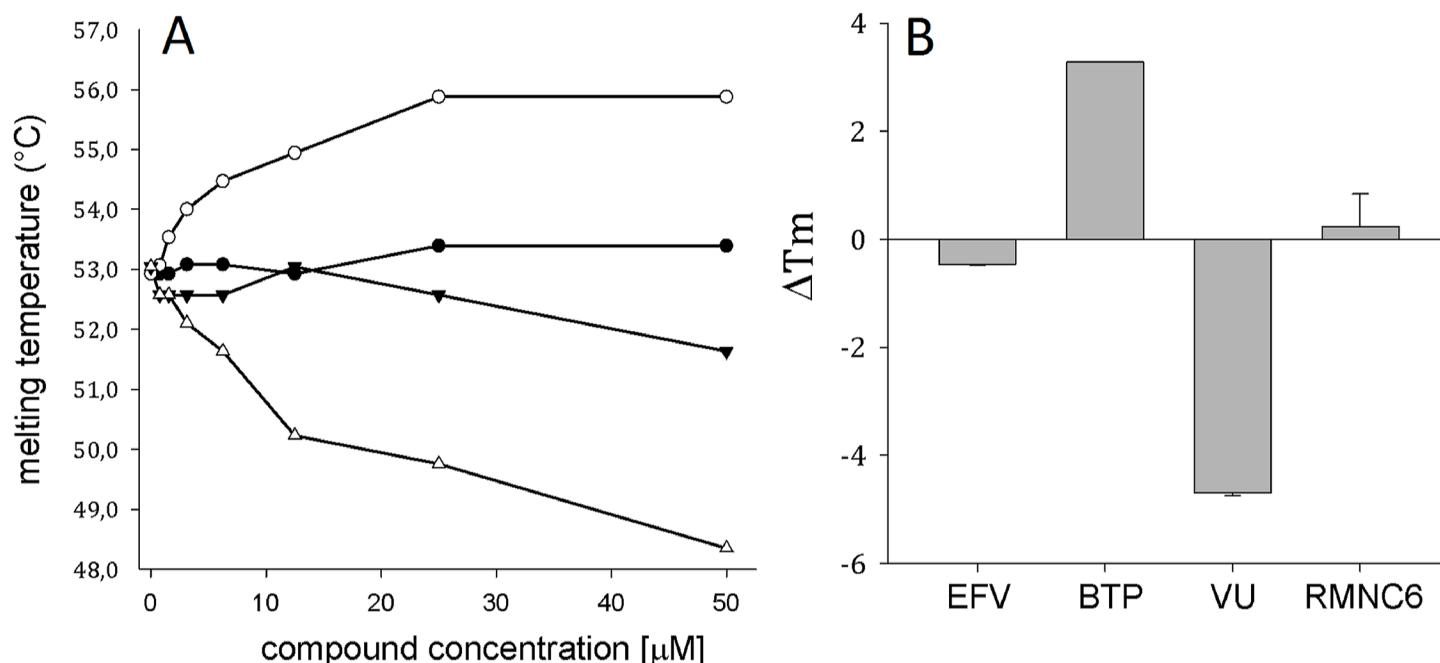 A
57,0
56,0
55,0
54,0
53,0
52,0
51,0
50,0
49,0
48,0
melting temperature (°C)
0 10 20 30 40 50
compound concentration [μM]
B
4
2
0
-2
-4
-6
ΔTm
EFV BTP VU RMNC6